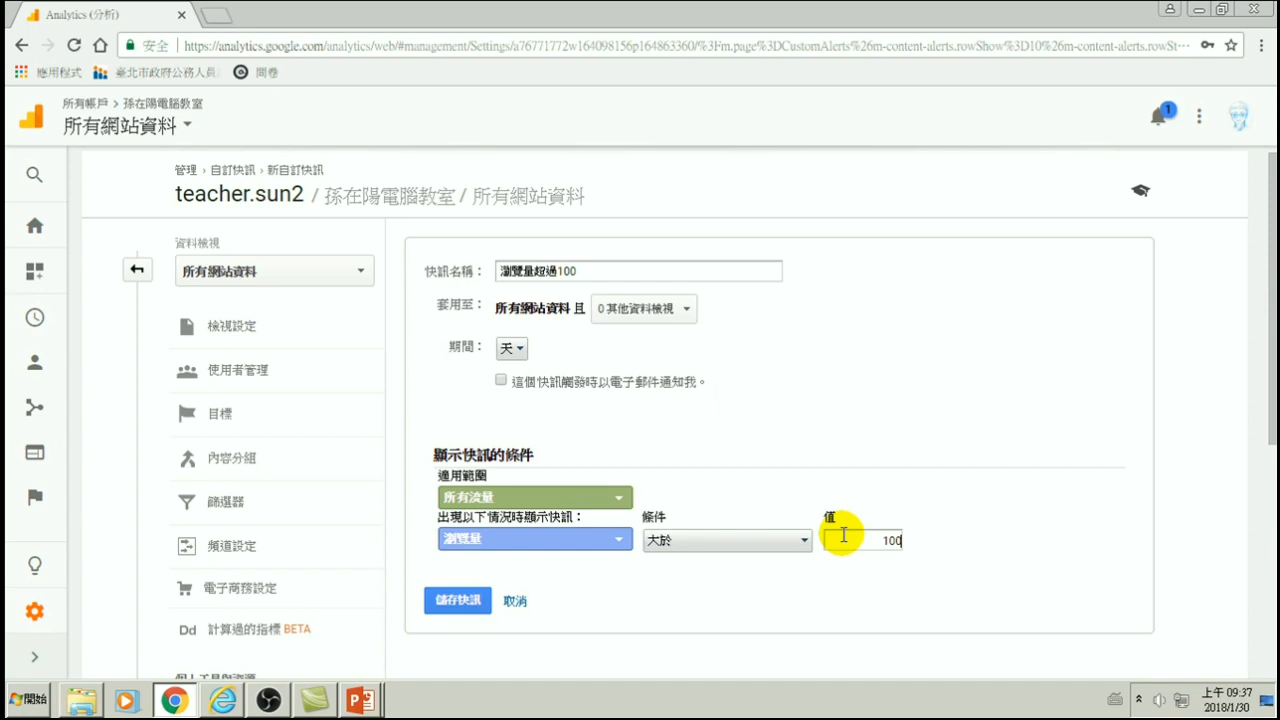 Analytics (分析)
安全 https://analytics.google.com/analytics/web/#management/Settings/a76771772w164098156p164863360/%3Fm.page%3DCustomAlerts%26m-content-alerts.rowShow%3D10%26m-content-alerts.rowSt···
應用程式 臺北市政府公務人員 問卷
所有帳戶 > 孫在陽電腦教室
所有網站資料
1
管理 > 自訂快訊 > 新自訂快訊
teacher.sun2 / 孫在陽電腦教室 / 所有網站資料
資料檢視
所有網站資料
檢視設定
使用者管理
目標
內容分組
篩選器
頻道設定
電子商務設定
Dd 計算過的指標 BETA
個人工具與資源
快訊名稱： 瀏覽量超過100
套用至： 所有網站資料 且 0 其他資料檢視
期間： 天
這個快訊觸發時以電子郵件通知我。
顯示快訊的條件
適用範圍
所有流量
出現以下情況時顯示快訊： 條件 值
瀏覽量 大於 100
儲存快訊 取消
開始
上午 09:37
2018/1/30